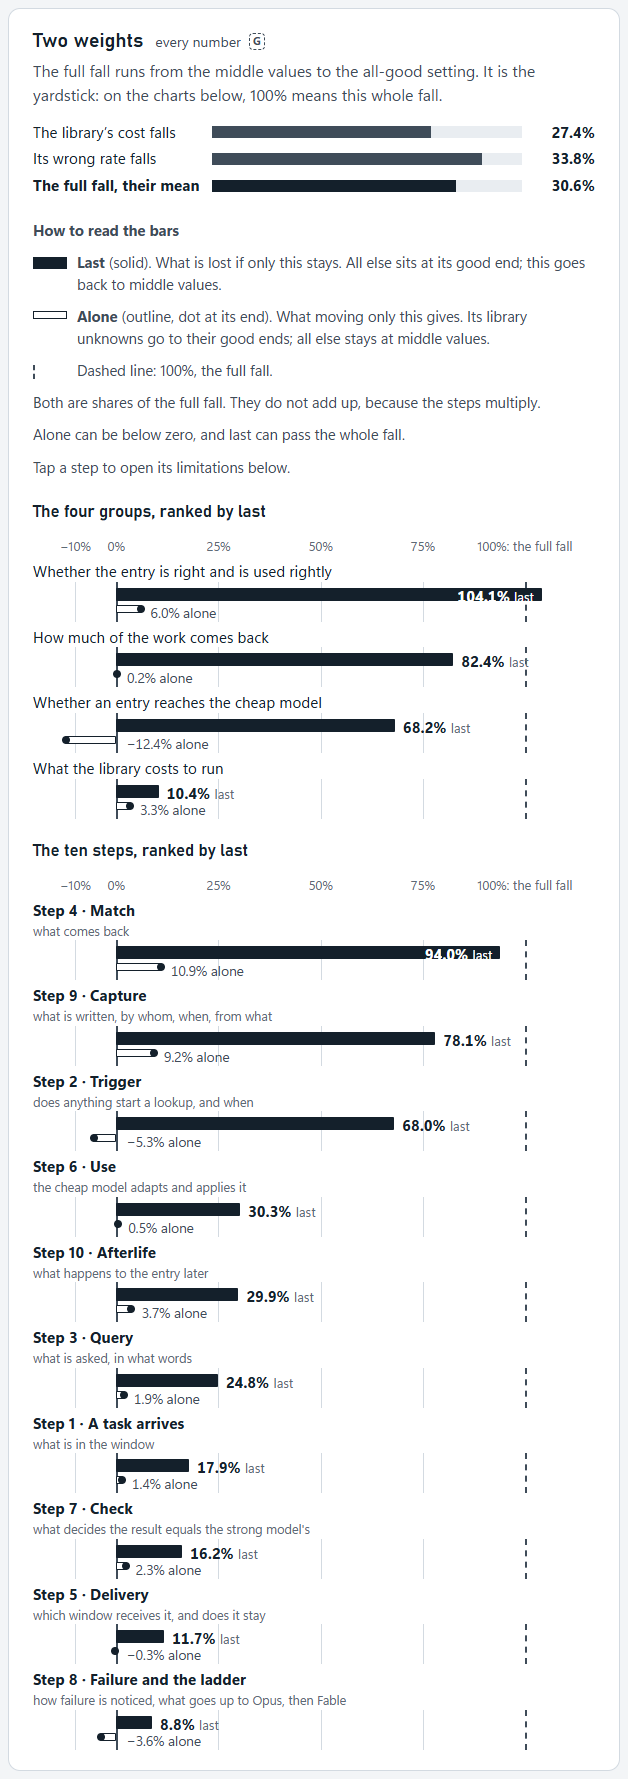 Two weights every number G
The full fall runs from the middle values to the all-good setting. It is the
yardstick: on the charts below, 100% means this whole fall.
The library's cost falls 27.4%
Its wrong rate falls 33.8%
The full fall, their mean 30.6%
How to read the bars
Last (solid). What is lost if only this stays. All else sits at its good end; this goes
back to middle values.
Alone (outline, dot at its end). What moving only this gives. Its library
unknowns go to their good ends; all else stays at middle values.
Dashed line: 100%, the full fall.
Both are shares of the full fall. They do not add up, because the steps multiply.
Alone can be below zero, and last can pass the whole fall.
Tap a step to open its limitations below.
The four groups, ranked by last
−10% 0% 25% 50% 75% 100%: the full fall
Whether the entry is right and is used rightly
104.1% last
6.0% alone
How much of the work comes back
82.4% last
0.2% alone
Whether an entry reaches the cheap model
68.2% last
−12.4% alone
What the library costs to run
10.4% last
3.3% alone
The ten steps, ranked by last
−10% 0% 25% 50% 75% 100%: the full fall
Step 4 · Match
what comes back
94.0% last
10.9% alone
Step 9 · Capture
what is written, by whom, when, from what
78.1% last
9.2% alone
Step 2 · Trigger
does anything start a lookup, and when
68.0% last
−5.3% alone
Step 6 · Use
the cheap model adapts and applies it
30.3% last
0.5% alone
Step 10 · Afterlife
what happens to the entry later
29.9% last
3.7% alone
Step 3 · Query
what is asked, in what words
24.8% last
1.9% alone
Step 1 · A task arrives
what is in the window
17.9% last
1.4% alone
Step 7 · Check
what decides the result equals the strong model's
16.2% last
2.3% alone
Step 5 · Delivery
which window receives it, and does it stay
11.7% last
−0.3% alone
Step 8 · Failure and the ladder
how failure is noticed, what goes up to Opus, then Fable
8.8% last
−3.6% alone